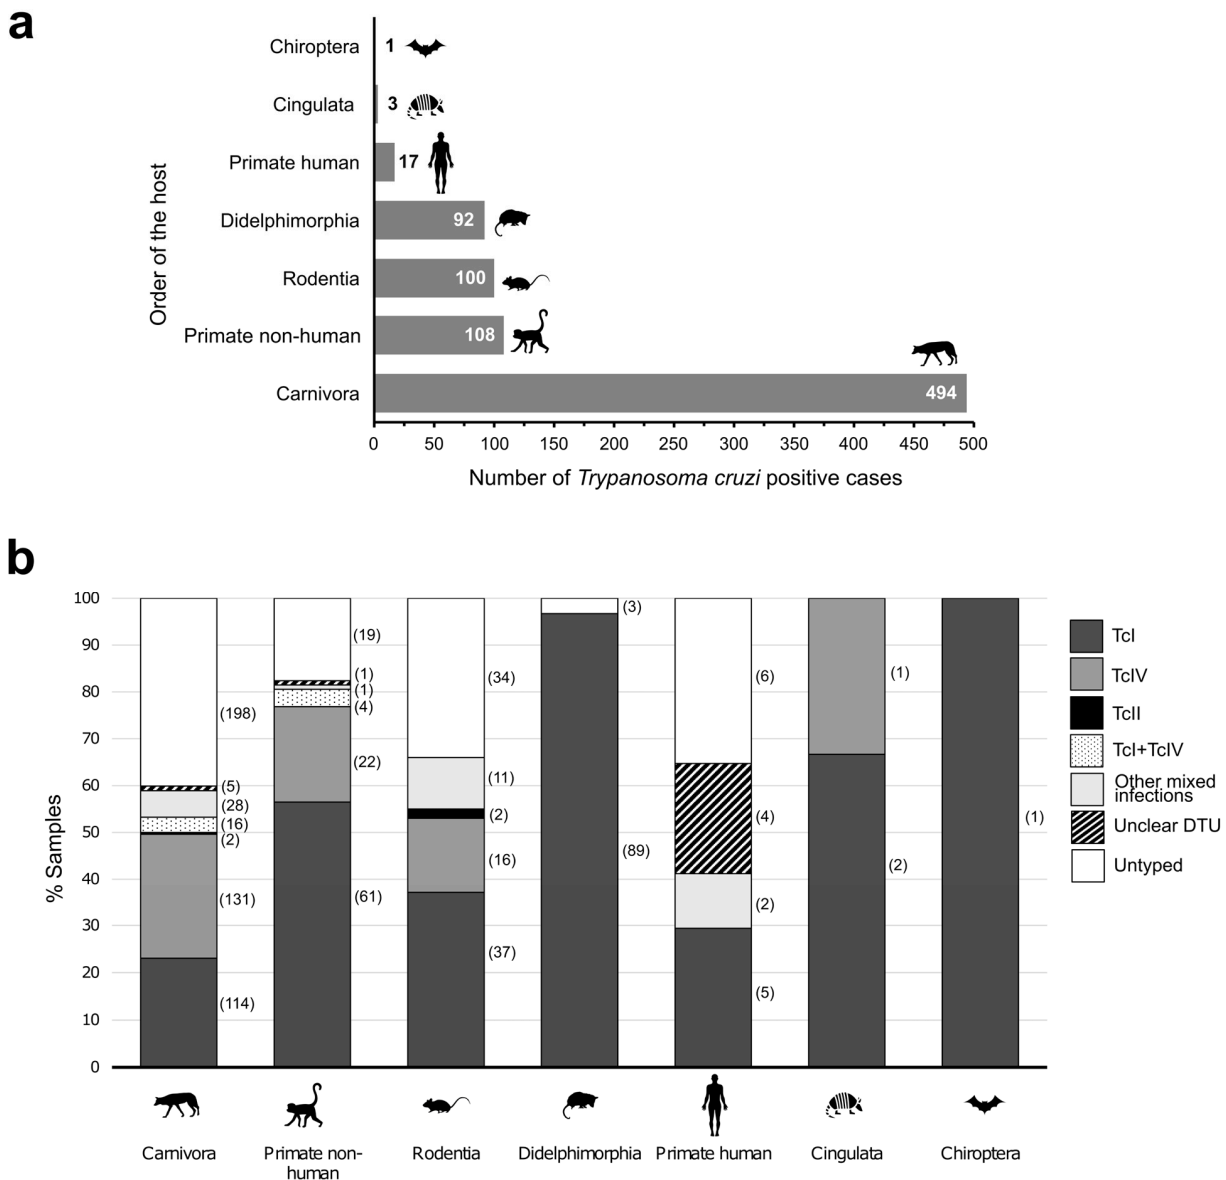 a
Chiroptera 1
Cingulata 3
Primate human 17
Didelphimorphia 92
Rodentia 100
Primate non-human 108
Carnivora 494
Order of the host
0 50 100 150 200 250 300 350 400 450 500
Number of Trypanosoma cruzi positive cases
b
% Samples
100
90
80
70
60
50
40
30
20
10
0
(198)
(5)
(28)
(16)
(2)
(131)
(114)
(19)
(1)
(1)
(4)
(22)
(61)
(34)
(11)
(2)
(16)
(37)
(3)
(89)
(6)
(4)
(2)
(5)
(1)
(2)
(1)
TcI
TcIV
TcII
TcI+TcIV
Other mixed
infections
Unclear DTU
Untyped
Carnivora
Primate non-
human
Rodentia
Didelphimorphia
Primate human
Cingulata
Chiroptera